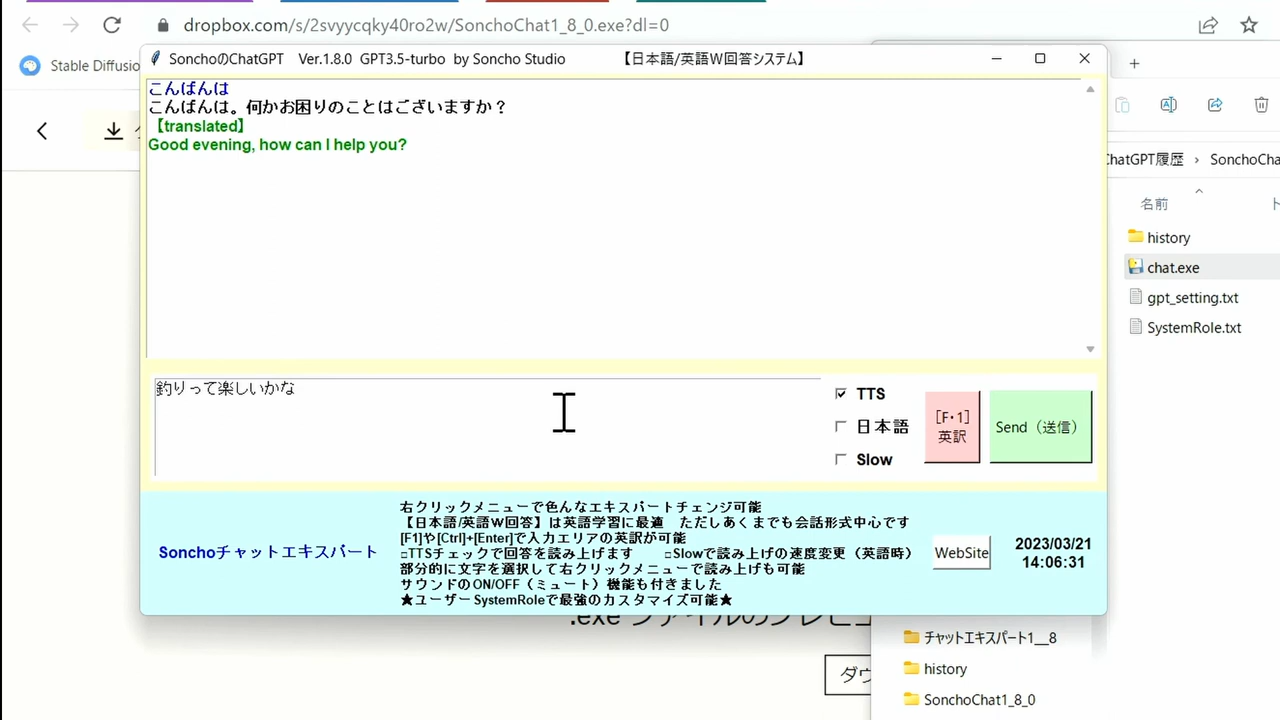 dropbox.com/s/2svyycqky40ro2w/SonchoChat1_8_0.exe?dl=0
Stable Diffusio
SonchoのChatGPT Ver.1.8.0 GPT3.5-turbo by Soncho Studio 【日本語/英語W回答システム】
こんばんは
こんばんは。何かお困りのことはございますか？
【translated】
Good evening, how can I help you?
釣りって楽しいかな
TTS
日本語
Slow
[F・1]
英訳
Send（送信）
Sonchoチャットエキスパート
右クリックメニューで色んなエキスパートチェンジ可能
【日本語/英語W回答】は英語学習に最適 ただしあくまでも会話形式中心です
[F1]や[Ctrl]+[Enter]で入力エリアの英訳が可能
□TTSチェックで回答を読み上げます □Slowで読み上げの速度変更（英語時）
部分的に文字を選択して右クリックメニューで読み上げも可能
サウンドのON/OFF（ミュート）機能も付きました
★ユーザーSystemRoleで最強のカスタマイズ可能★
WebSite
2023/03/21
14:06:31
ChatGPT履歴 › SonchoCha
名前
history
chat.exe
gpt_setting.txt
SystemRole.txt
.exe ファイルのプレビュ
ダウ
チャットエキスパート1__8
history
SonchoChat1_8_0